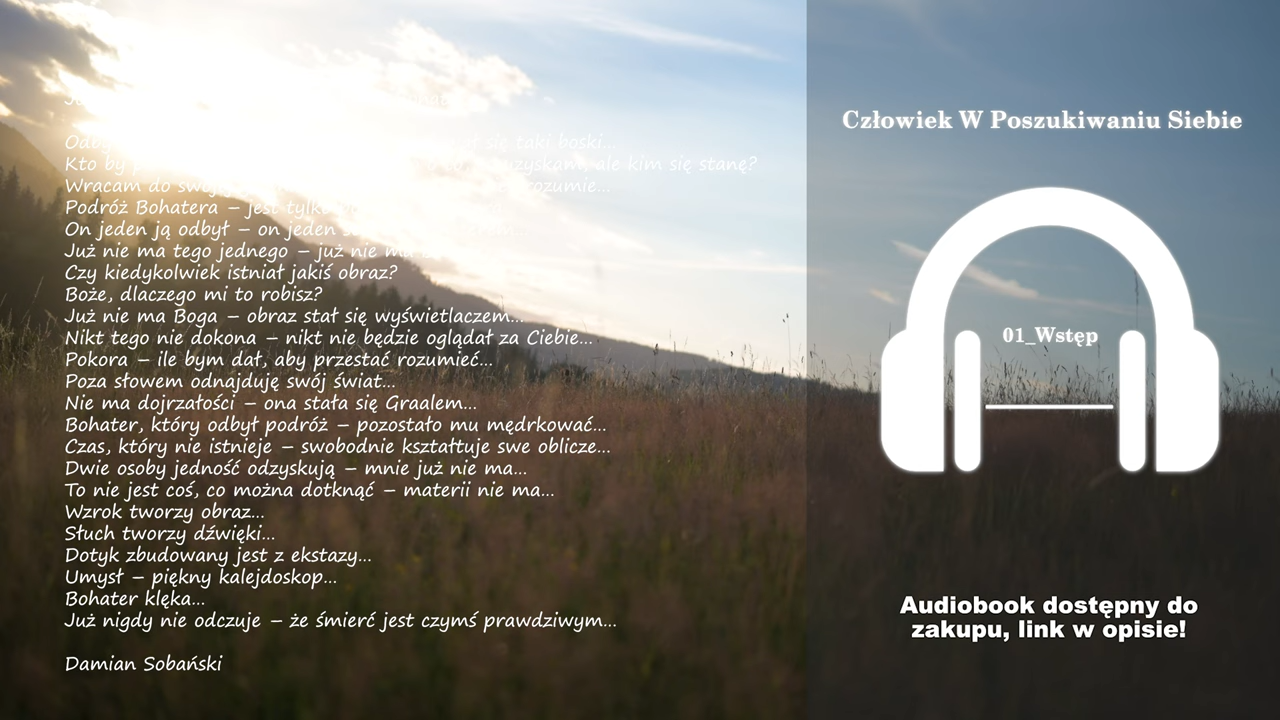 się taki boski...
Kto by ale kim się stanę?
Wracam do
Podróż Bohatera – jest tylko
On jeden ją odbył – on jeden
Już nie ma tego jednego – już nie ma
Czy kiedykolwiek istniał jakiś obraz?
Boże, dlaczego mi to robisz?
Już nie ma Boga – obraz stał się wyświetlaczem...
Nikt tego nie dokona – nikt nie będzie oglądał za Ciebie...
Pokora – ile bym dał, aby przestać rozumieć...
Poza słowem odnajduję swój świat...
Nie ma dojrzałości – ona stała się Graalem...
Bohater, który odbył podróż – pozostało mu mędrkować...
Czas, który nie istnieje – swobodnie kształtuje swe oblicze...
Dwie osoby jedność odzyskują – mnie już nie ma...
To nie jest coś, co można dotknąć – materii nie ma...
Wzrok tworzy obraz...
Słuch tworzy dźwięki...
Dotyk zbudowany jest z ekstazy...
Umysł – piękny kalejdoskop...
Bohater klęka...
Już nigdy nie odczuje – że śmierć jest czymś prawdziwym...
Damian Sobański
Człowiek W Poszukiwaniu Siebie
01_Wstęp
Audiobook dostępny do
zakupu, link w opisie!